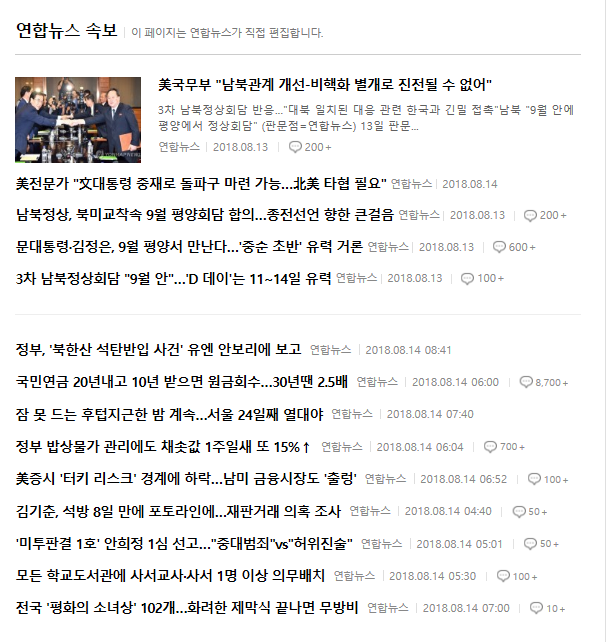 연합뉴스 속보 이 페이지는 연합뉴스가 직접 편집합니다.
美국무부 "남북관계 개선-비핵화 별개로 진전될 수 없어"
3차 남북정상회담 반응..."대북 일치된 대응 관련 한국과 긴밀 접촉"남북 "9월 안에
평양에서 정상회담" (판문점=연합뉴스) 13일 판문...
연합뉴스 2018.08.13 200+
美전문가 "文대통령 중재로 돌파구 마련 가능...北美 타협 필요" 연합뉴스 2018.08.14
남북정상, 북미교착속 9월 평양회담 합의...종전선언 향한 큰걸음 연합뉴스 2018.08.13 200+
문대통령·김정은, 9월 평양서 만난다...'중순 초반' 유력 거론 연합뉴스 2018.08.13 600+
3차 남북정상회담 "9월 안"...'D 데이'는 11~14일 유력 연합뉴스 2018.08.13 100+
정부, '북한산 석탄반입 사건' 유엔 안보리에 보고 연합뉴스 2018.08.14 08:41
국민연금 20년내고 10년 받으면 원금회수...30년땐 2.5배 연합뉴스 2018.08.14 06:00 8,700+
잠 못 드는 후텁지근한 밤 계속...서울 24일째 열대야 연합뉴스 2018.08.14 07:40
정부 밥상물가 관리에도 채솟값 1주일새 또 15%↑ 연합뉴스 2018.08.14 06:04 700+
美증시 '터키 리스크' 경계에 하락...남미 금융시장도 '출렁' 연합뉴스 2018.08.14 06:52 100+
김기춘, 석방 8일 만에 포토라인에...재판거래 의혹 조사 연합뉴스 2018.08.14 04:40 50+
'미투판결 1호' 안희정 1심 선고..."중대범죄"vs"허위진술" 연합뉴스 2018.08.14 05:01 50+
모든 학교도서관에 사서교사·사서 1명 이상 의무배치 연합뉴스 2018.08.14 05:30 100+
전국 '평화의 소녀상' 102개...화려한 제막식 끝나면 무방비 연합뉴스 2018.08.14 07:00 10+